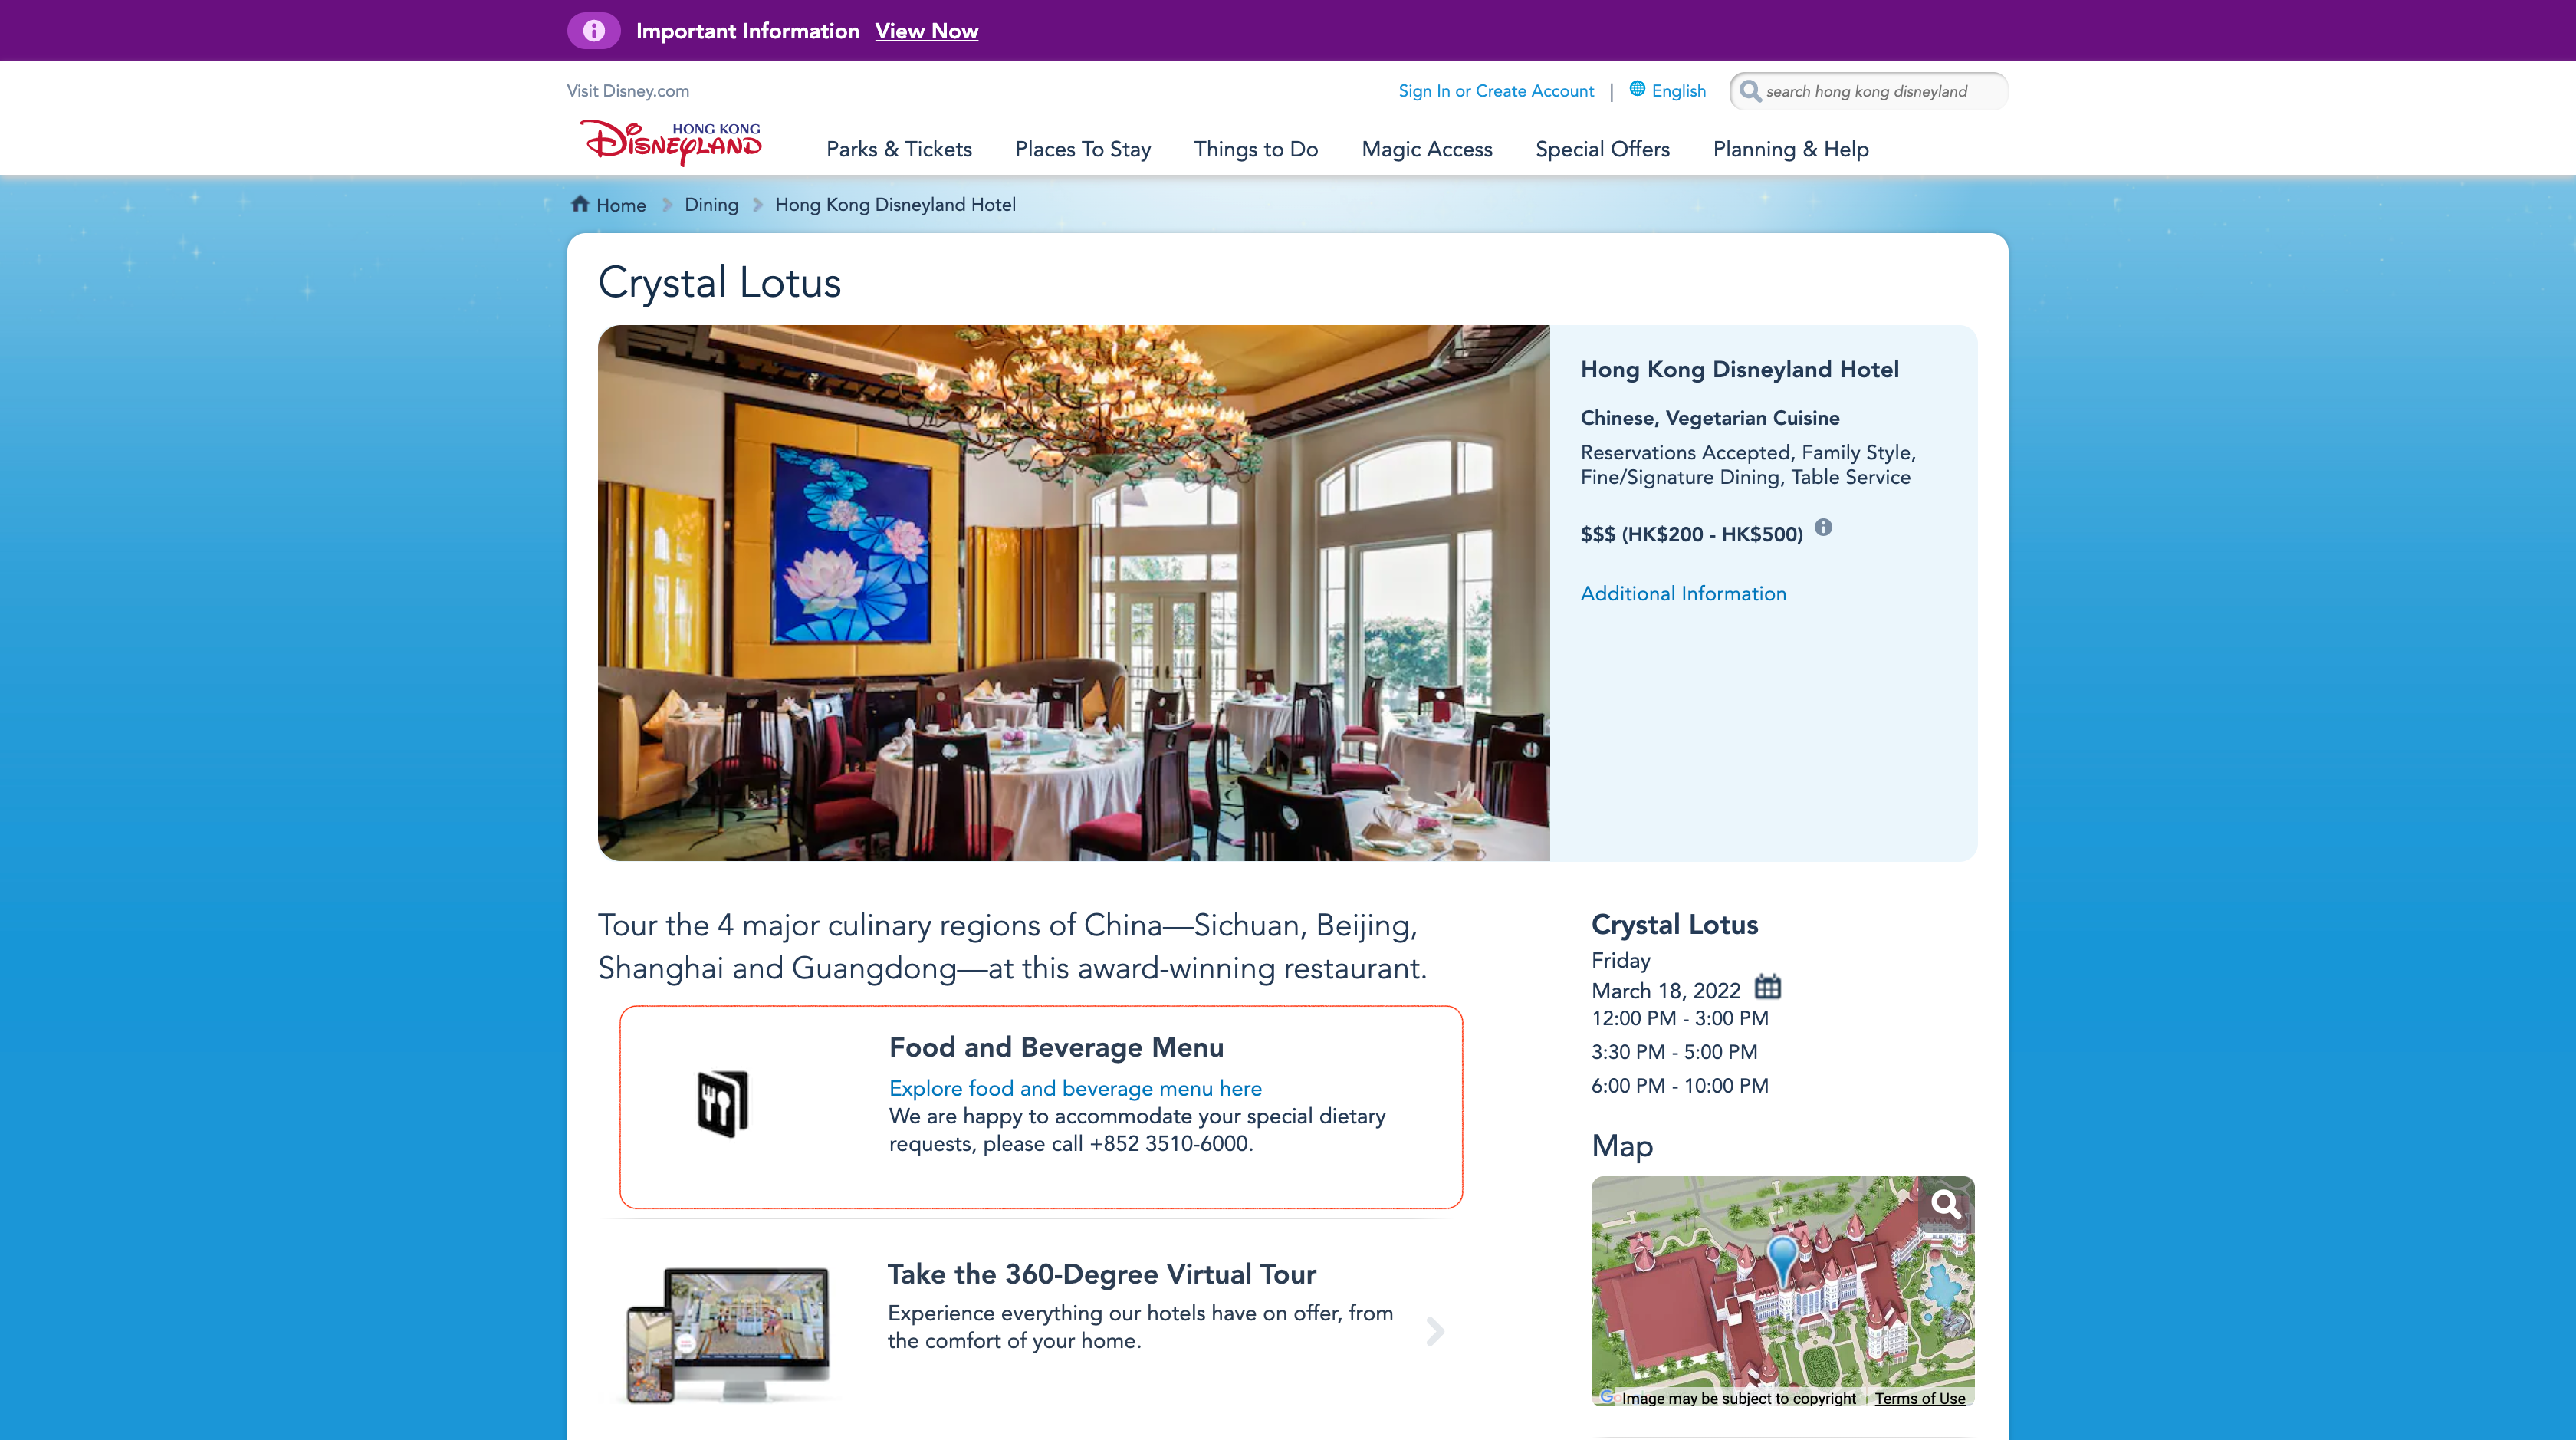 Important Information View Now
Visit Disney.com
Sign In or Create Account | English
search hong kong disneyland
HONG KONG
DISNEYLAND
Parks & Tickets
Places To Stay
Things to Do
Magic Access
Special Offers
Planning & Help
Home
Dining
Hong Kong Disneyland Hotel
Crystal Lotus
Hong Kong Disneyland Hotel
Chinese, Vegetarian Cuisine
Reservations Accepted, Family Style,
Fine/Signature Dining, Table Service
$$$ (HK$200 - HK$500)
Additional Information
Tour the 4 major culinary regions of China—Sichuan, Beijing,
Shanghai and Guangdong—at this award-winning restaurant.
Food and Beverage Menu
Explore food and beverage menu here
We are happy to accommodate your special dietary
requests, please call +852 3510-6000.
Take the 360-Degree Virtual Tour
Experience everything our hotels have on offer, from
the comfort of your home.
Crystal Lotus
Friday
March 18, 2022
12:00 PM - 3:00 PM
3:30 PM - 5:00 PM
6:00 PM - 10:00 PM
Map
Image may be subject to copyright
Terms of Use